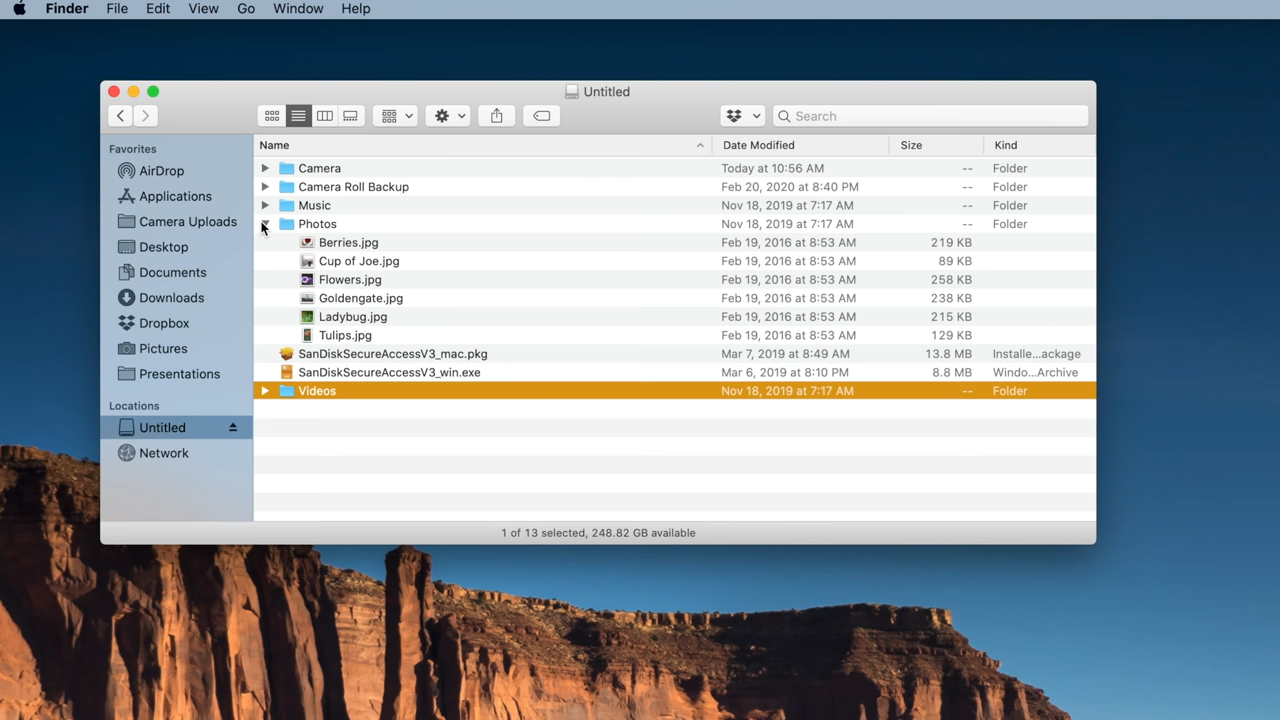 Finder File Edit View Go Window Help
Untitled
Search
Favorites
AirDrop
Applications
Camera Uploads
Desktop
Documents
Downloads
Dropbox
Pictures
Presentations
Locations
Untitled
Network
Name Date Modified Size Kind
Camera Today at 10:56 AM -- Folder
Camera Roll Backup Feb 20, 2020 at 8:40 PM -- Folder
Music Nov 18, 2019 at 7:17 AM -- Folder
Photos Nov 18, 2019 at 7:17 AM -- Folder
Berries.jpg Feb 19, 2016 at 8:53 AM 219 KB
Cup of Joe.jpg Feb 19, 2016 at 8:53 AM 89 KB
Flowers.jpg Feb 19, 2016 at 8:53 AM 258 KB
Goldengate.jpg Feb 19, 2016 at 8:53 AM 238 KB
Ladybug.jpg Feb 19, 2016 at 8:53 AM 215 KB
Tulips.jpg Feb 19, 2016 at 8:53 AM 129 KB
SanDiskSecureAccessV3_mac.pkg Mar 7, 2019 at 8:49 AM 13.8 MB Installe...ackage
SanDiskSecureAccessV3_win.exe Mar 6, 2019 at 8:10 PM 8.8 MB Windo...Archive
Videos Nov 18, 2019 at 7:17 AM -- Folder
1 of 13 selected, 248.82 GB available